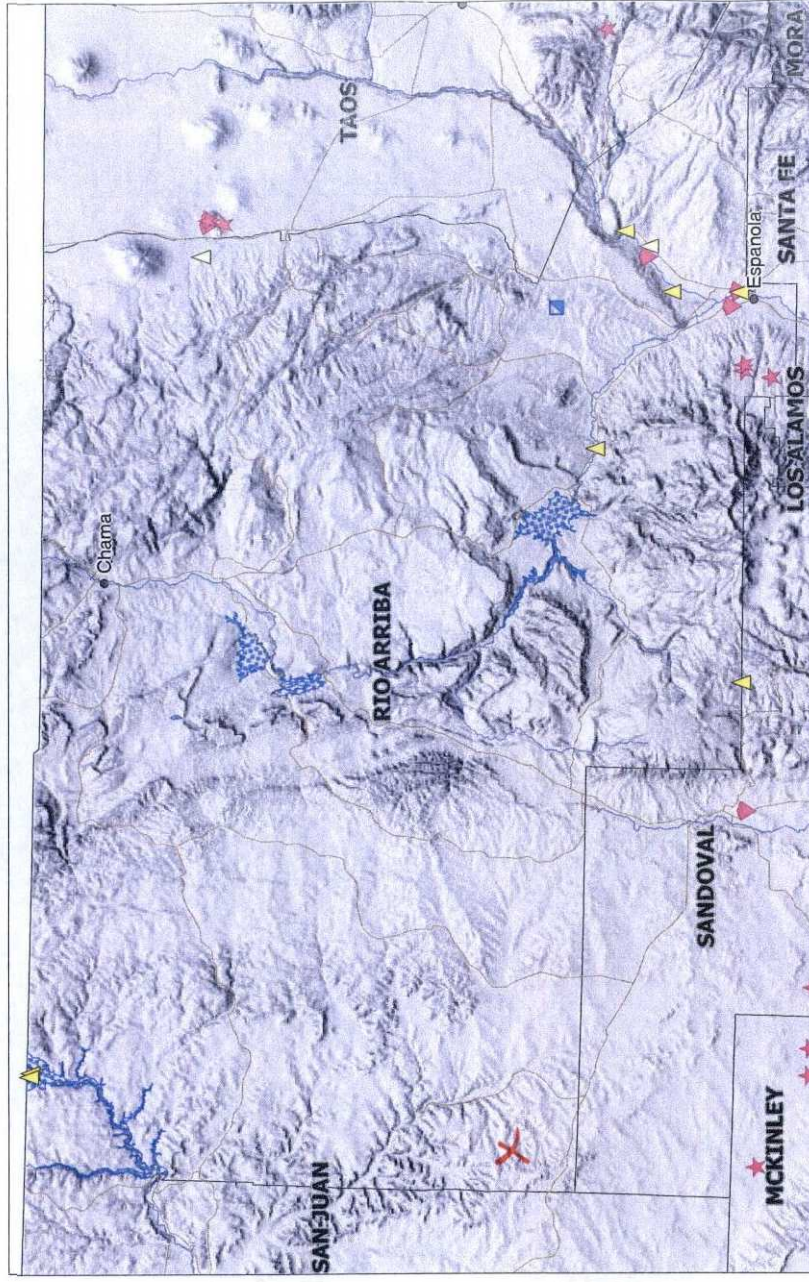 Chama
TAOS
RIO ARRIBA
SAN JUAN
Espanola
SANTA FE
MORA
LOS ALAMOS
SANDOVAL
MCKINLEY